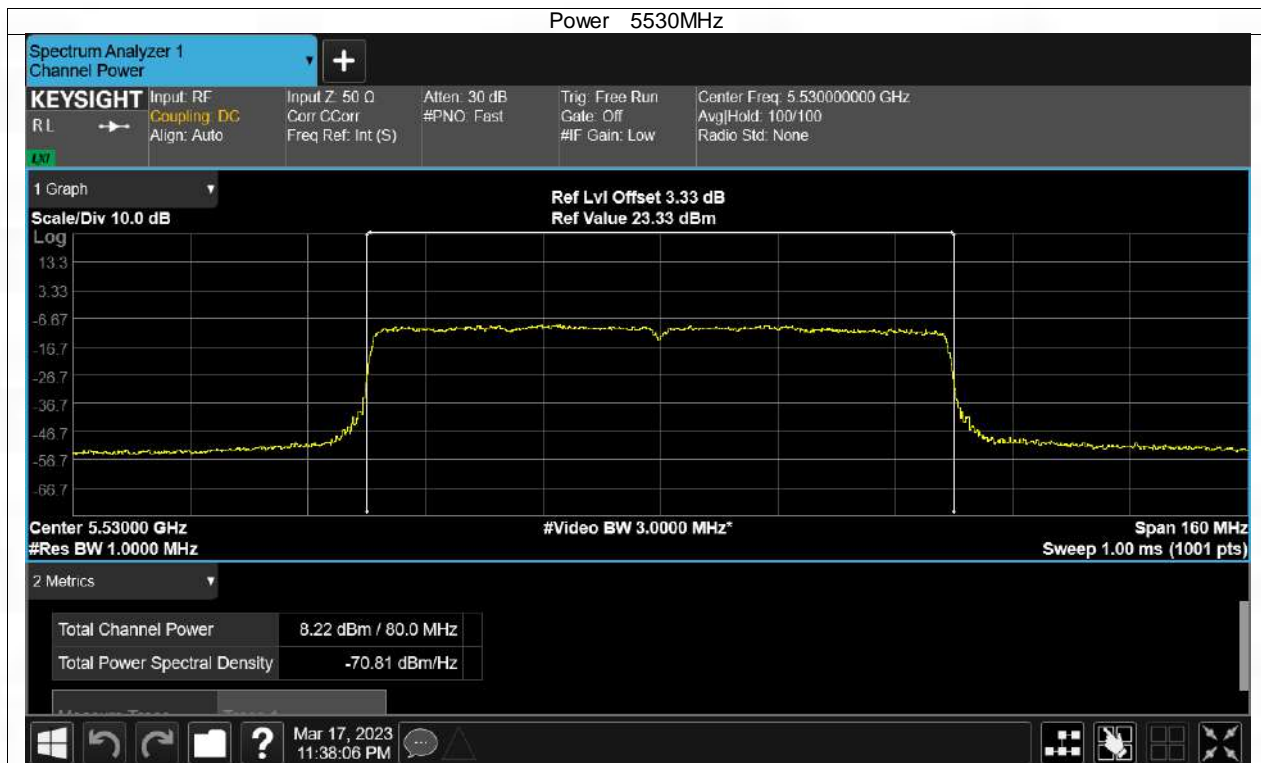 Power 5530MHz
Spectrum Analyzer 1
Channel Power
KEYSIGHT
RL
LXI
Input: RF
Coupling: DC
Align: Auto
Input Z: 50 Ω
Corr CCorr
Freq Ref: Int (S)
Atten: 30 dB
#PNO: Fast
Trig: Free Run
Gate: Off
#IF Gain: Low
Center Freq: 5.530000000 GHz
Avg|Hold: 100/100
Radio Std: None
1 Graph
Scale/Div 10.0 dB
Ref Lvl Offset 3.33 dB
Ref Value 23.33 dBm
Log
13.3
3.33
-6.67
-16.7
-26.7
-36.7
-46.7
-56.7
-66.7
Center 5.53000 GHz
#Res BW 1.0000 MHz
#Video BW 3.0000 MHz*
Span 160 MHz
Sweep 1.00 ms (1001 pts)
2 Metrics
Total Channel Power 8.22 dBm / 80.0 MHz
Total Power Spectral Density -70.81 dBm/Hz
?
Mar 17, 2023
11:38:06 PM